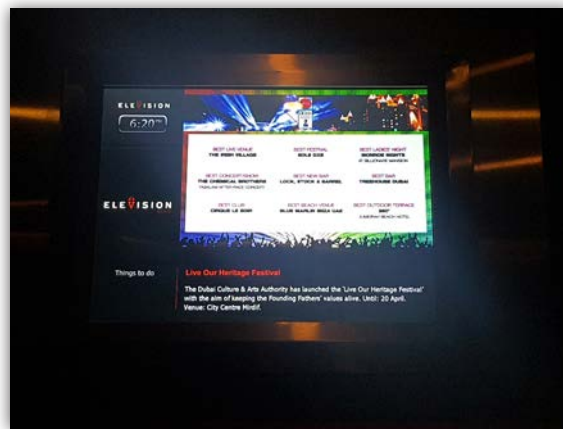 ELEVISION
6:20
BEST LIVE VENUE
THE IRISH VILLAGE
BEST FESTIVAL
SOLE DXB
BEST LADIES' NIGHT
BEST CONCERT/SHOW
THE CHEMICAL BROTHERS
BEST NEW BAR
LOCK, STOCK & BARREL
BEST BAR
TREEHOUSE DUBAI
BEST CLUB
CIRQUE LE SOIR
BEST BEACH VENUE
BLUE MARLIN IBIZA UAE
BEST OUTDOOR TERRACE
360°
ELEVISION
Things to do
Live Our Heritage Festival
The Dubai Culture & Arts Authority has launched the 'Live Our Heritage Festival'
with the aim of keeping the Founding Fathers' values alive. Until: 20 April.
Venue: City Centre Mirdif.